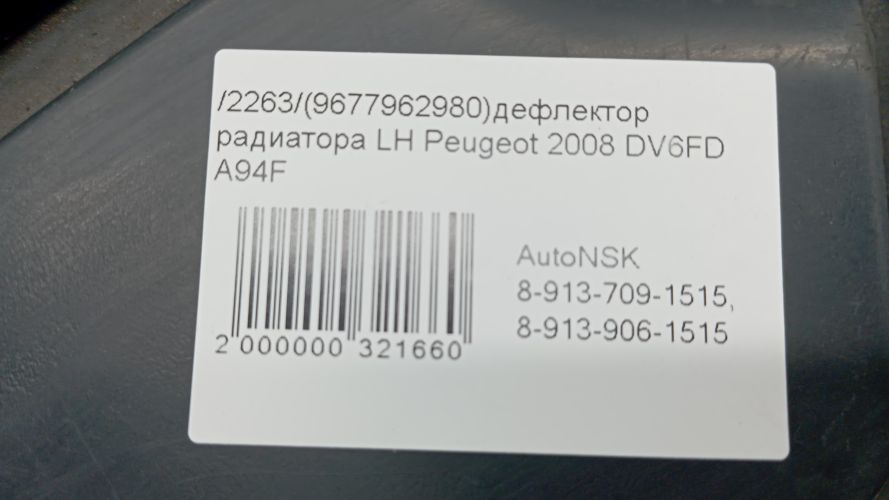 /2263/(9677962980)дефлектор
радиатора LH Peugeot 2008 DV6FD
A94F
AutoNSK
8-913-709-1515,
8-913-906-1515
2 000000 321660